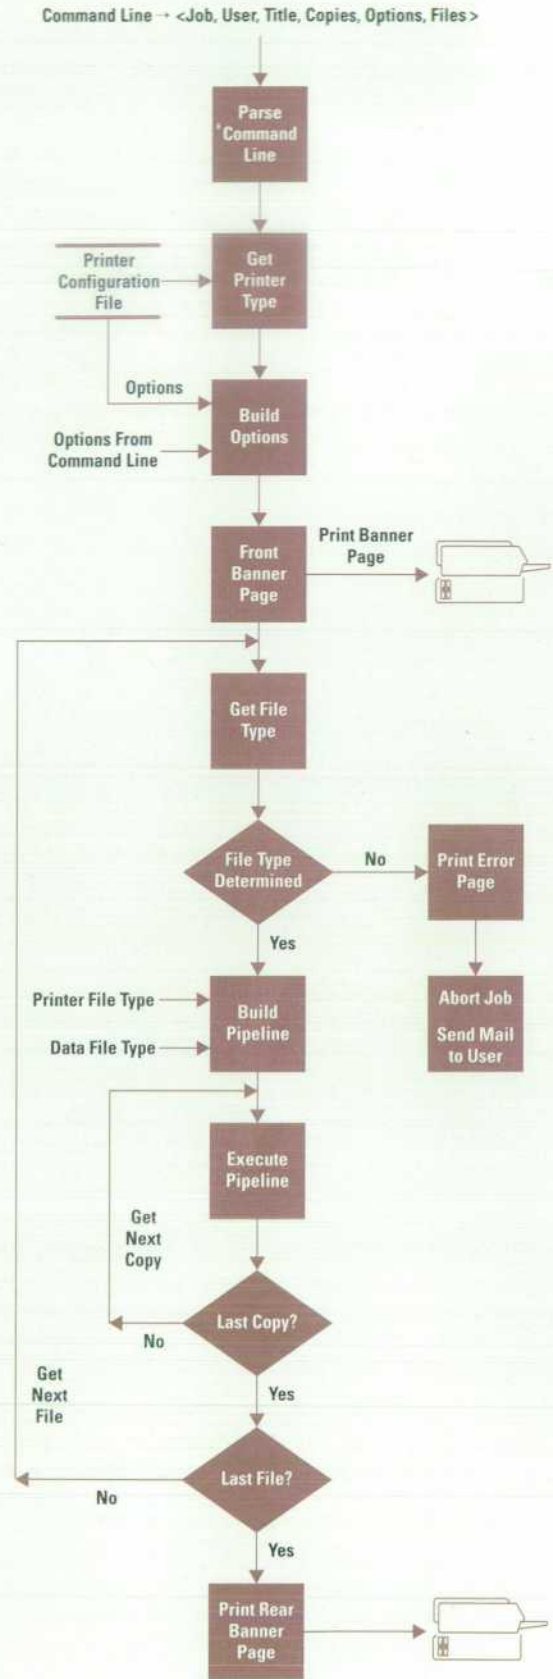 Command Line → <Job, User, Title, Copies, Options, Files>
Parse
Command
Line
Printer
Configuration
File
Get
Printer
Type
Options
Options From
Command Line
Build
Options
Front
Banner
Page
Print Banner
Page
Get File
Type
File Type
Determined
No
Print Error
Page
Yes
Printer File Type
Data File Type
Build
Pipeline
Abort Job
Send Mail
to User
Execute
Pipeline
Get
Next
Copy
Last Copy?
No
Yes
Get
Next
File
Last File?
No
Yes
Print Rear
Banner
Page